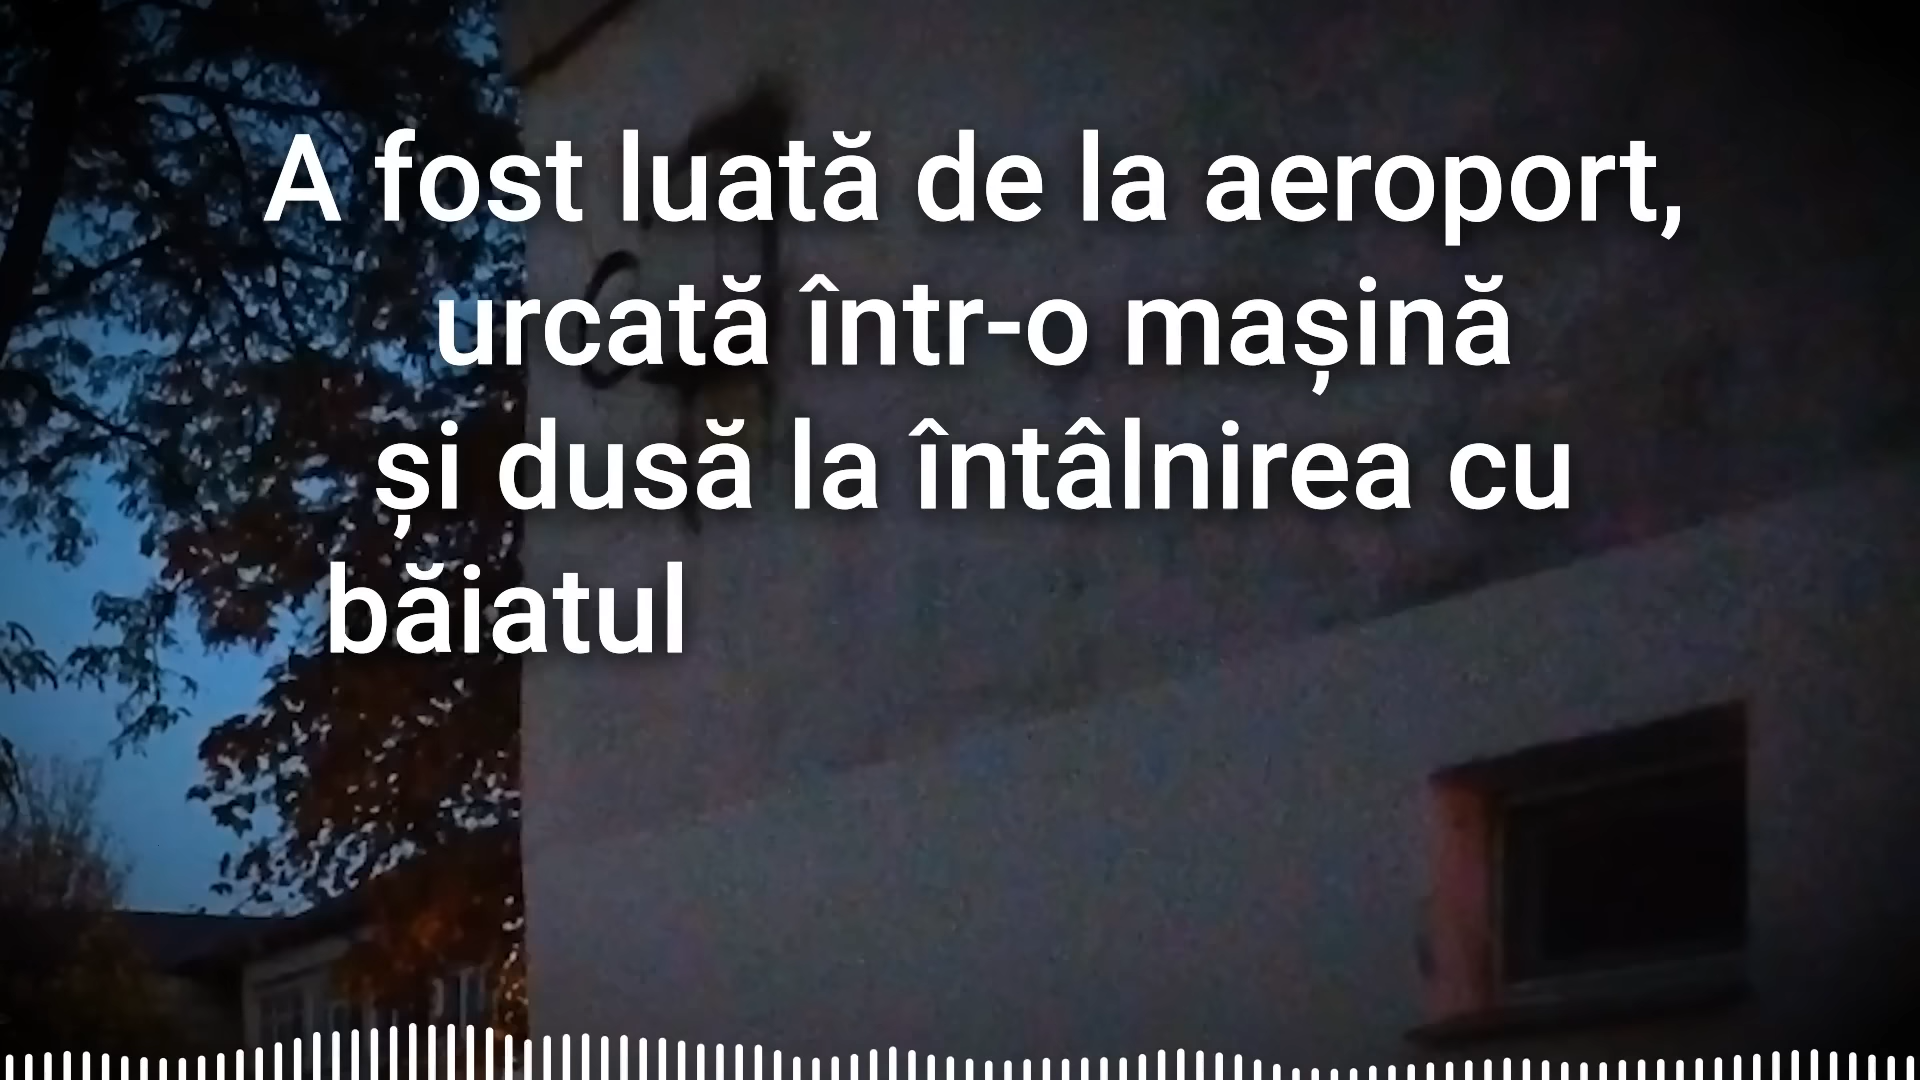 A fost luată de la aeroport,
urcată într-o mașină
și dusă la întâlnirea cu
băiatul